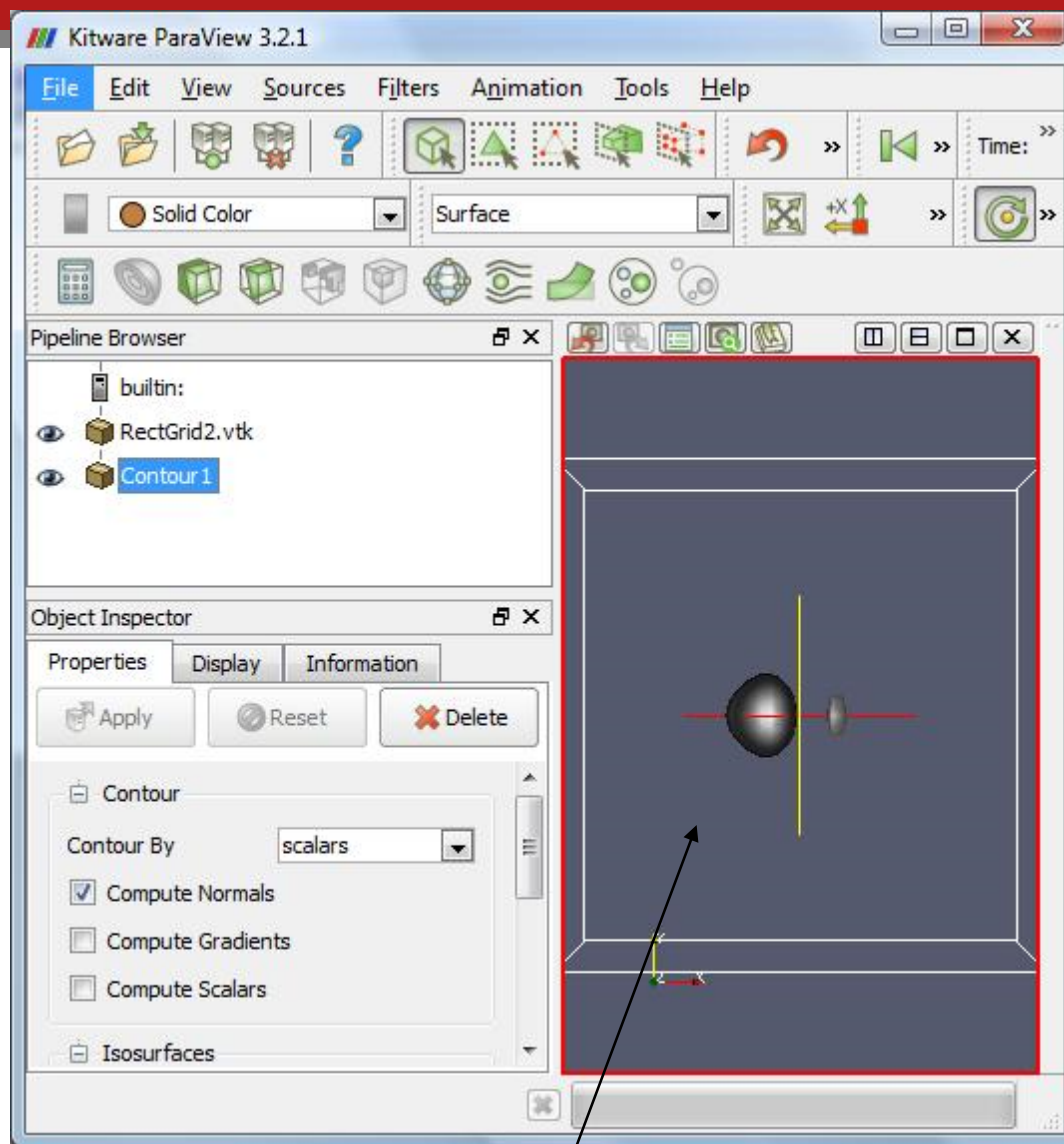 Kitware ParaView 3.2.1
File Edit View Sources Filters Animation Tools Help
Time:
Solid Color Surface +X
Pipeline Browser
builtin:
RectGrid2.vtk
Contour1
Object Inspector
Properties Display Information
Apply Reset Delete
Contour
Contour By scalars
Compute Normals
Compute Gradients
Compute Scalars
Isosurfaces
Y
Z X